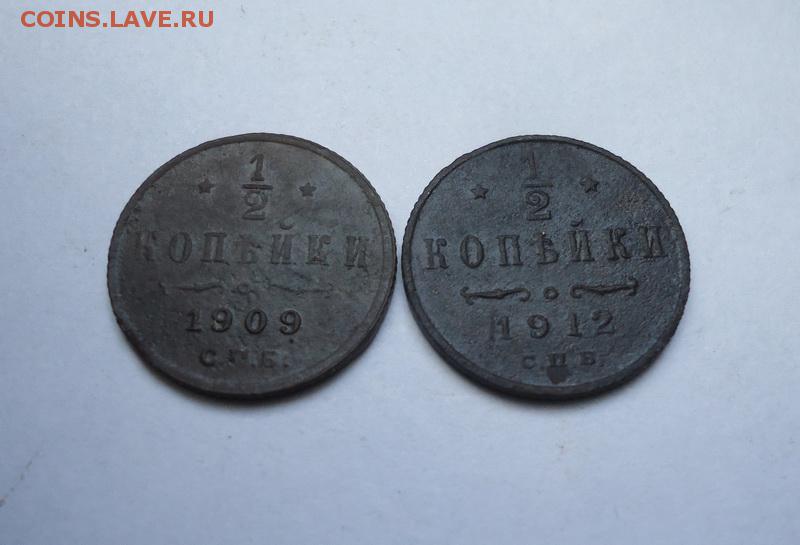 COINS.LAVE.RU
1/2
КОПѢЙКИ
1909
С.П.Б.
1/2
КОПѢЙКИ
1912
С.П.Б.